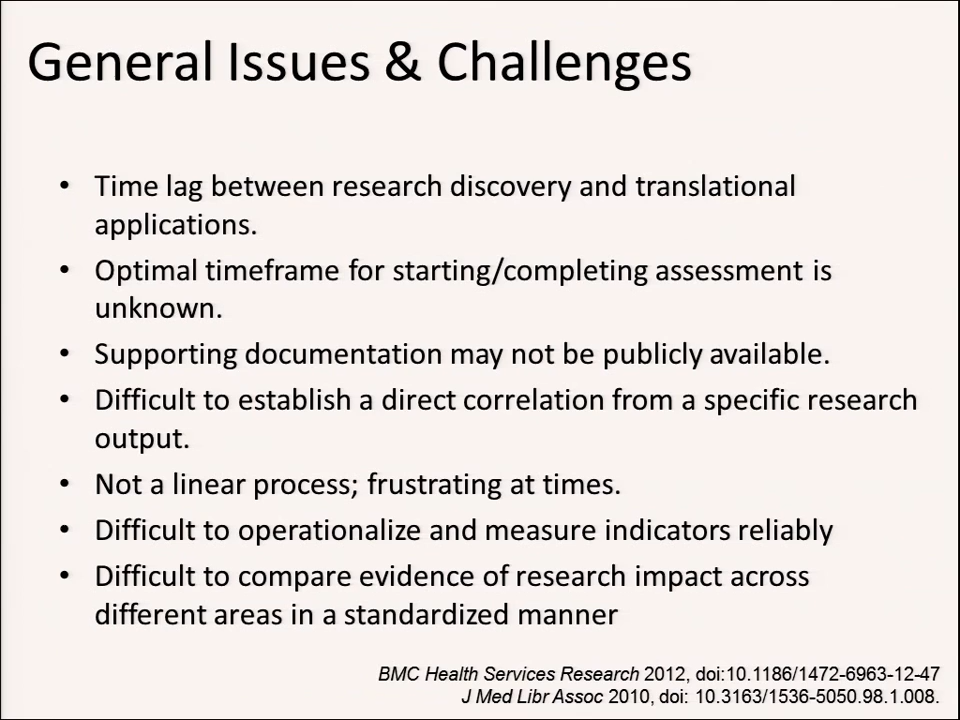 General Issues & Challenges
• Time lag between research discovery and translational
applications.
• Optimal timeframe for starting/completing assessment is
unknown.
• Supporting documentation may not be publicly available.
• Difficult to establish a direct correlation from a specific research
output.
• Not a linear process; frustrating at times.
• Difficult to operationalize and measure indicators reliably
• Difficult to compare evidence of research impact across
different areas in a standardized manner
BMC Health Services Research 2012, doi:10.1186/1472-6963-12-47
J Med Libr Assoc 2010, doi: 10.3163/1536-5050.98.1.008.